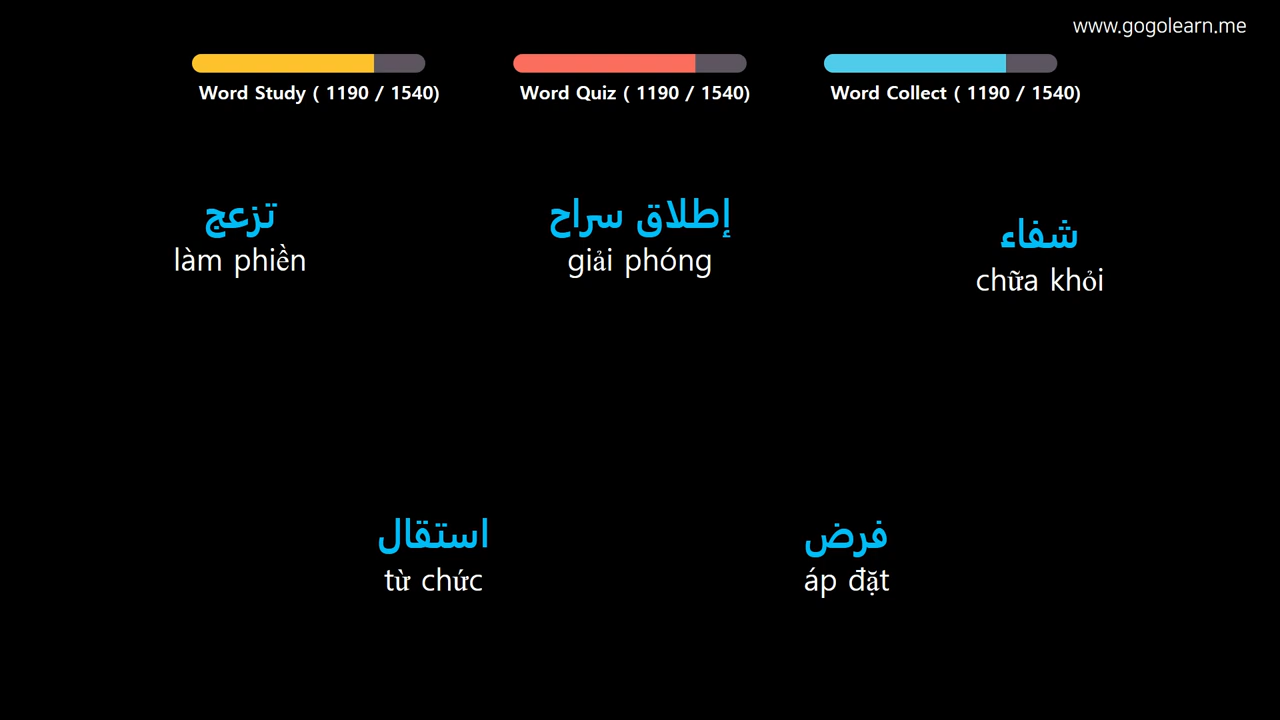 www.gogolearn.me
Word Study ( 1190 / 1540)
Word Quiz ( 1190 / 1540)
Word Collect ( 1190 / 1540)
تزعج
làm phiền
إطلاق سراح
giải phóng
شفاء
chữa khỏi
استقال
từ chức
فرض
áp đặt